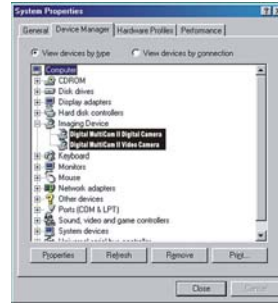 System Properties
General
Device Manager
Hardware Profiles
Performance
View devices by type
View devices by connection
Computer
CDROM
Disk drives
Display adapters
Hard disk controllers
Imaging Device
Digital MultiCam II Digital Camera
Digital MultiCam II Video Camera
Keyboard
Monitors
Mouse
Network adapters
Other devices
Ports (COM & LPT)
Sound, video and game controllers
System devices
Properties
Refresh
Remove
Print...
Close
Cancel